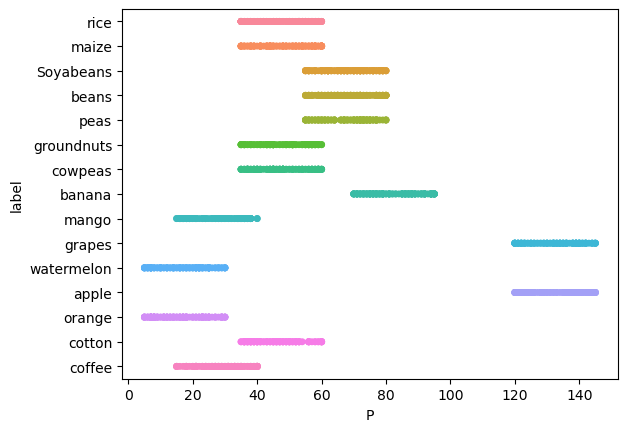 rice
maize
Soyabeans
beans
peas
groundnuts
cowpeas
banana
mango
grapes
watermelon
apple
orange
cotton
coffee
label
0 20 40 60 80 100 120 140
P